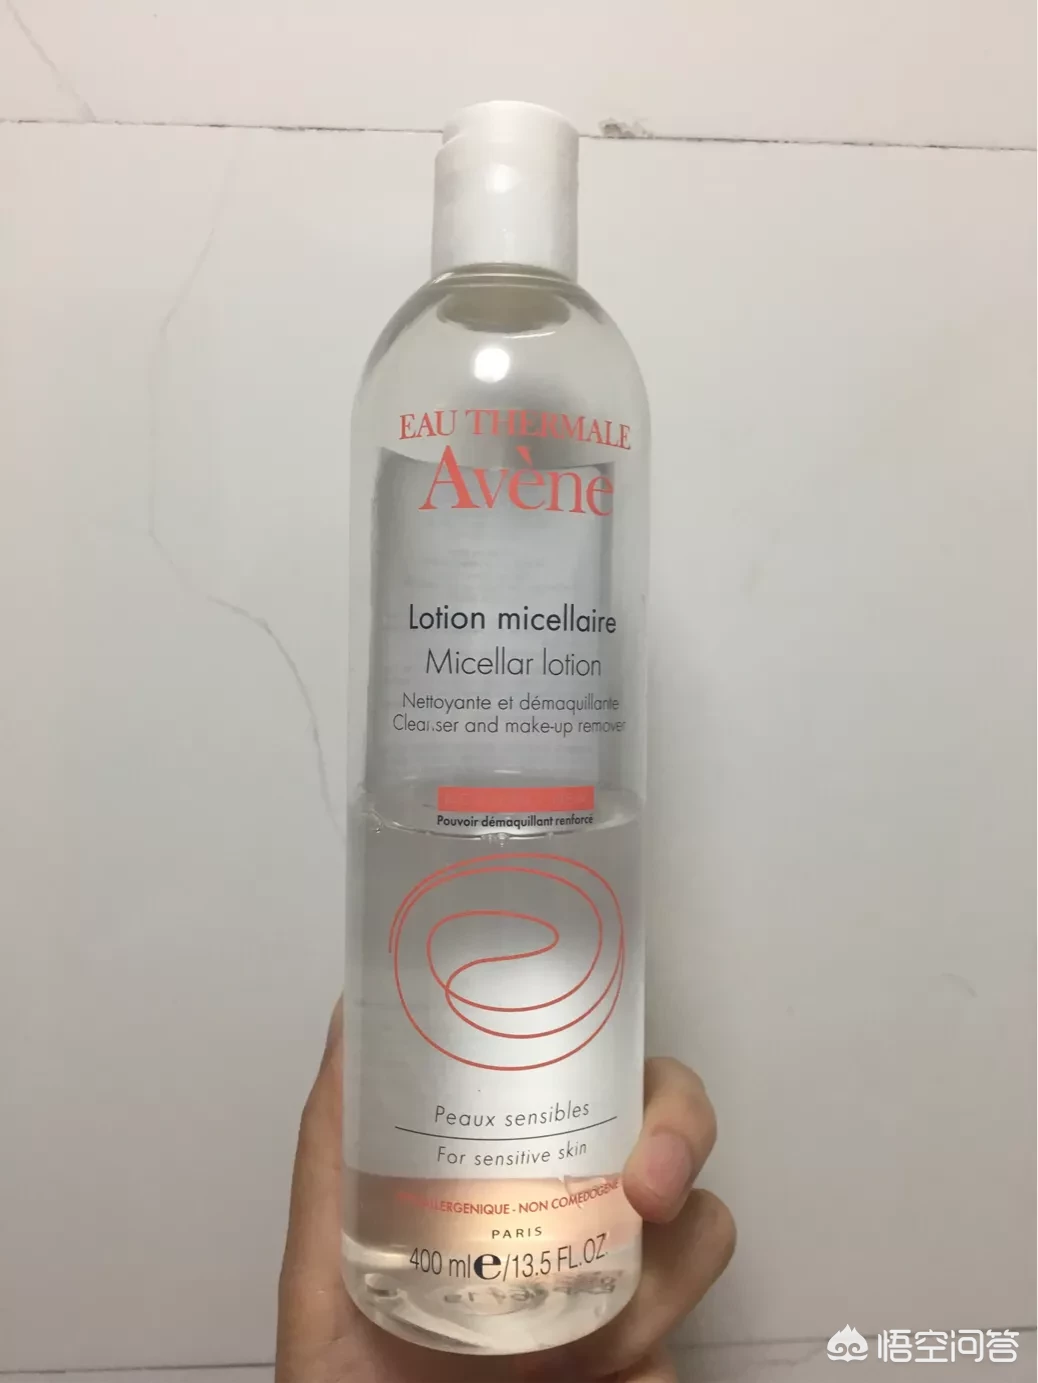 EAU THERMALE
Avène
Lotion micellaire
Micellar lotion
Nettoyante et démaquillante
Cleanser and make-up remover
Pouvoir démaquillant renforcé
Peaux sensibles
For sensitive skin
NON COMEDOGENE
PARIS
400 ml e/13.5 FL.OZ.
悟空问答